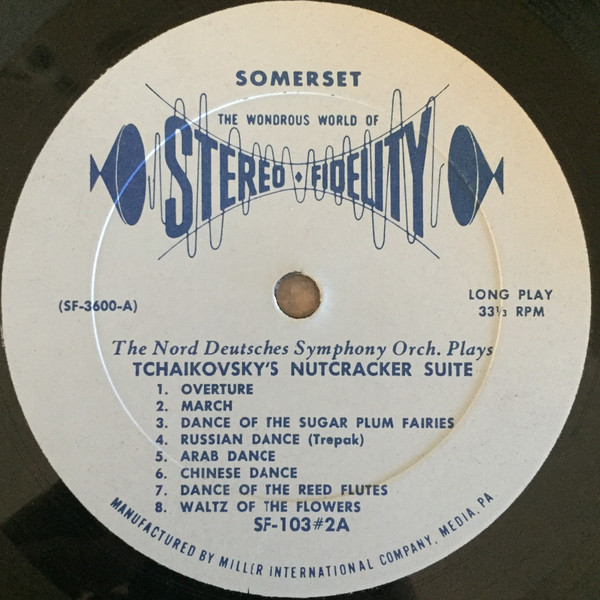 SOMERSET
THE WONDROUS WORLD OF
STEREO • FIDELITY
(SF-3600-A)
LONG PLAY
33⅓ RPM
The Nord Deutsches Symphony Orch. Plays
TCHAIKOVSKY'S NUTCRACKER SUITE
1. OVERTURE
2. MARCH
3. DANCE OF THE SUGAR PLUM FAIRIES
4. RUSSIAN DANCE (Trepak)
5. ARAB DANCE
6. CHINESE DANCE
7. DANCE OF THE REED FLUTES
8. WALTZ OF THE FLOWERS
SF-103#2A
MANUFACTURED BY MILLER INTERNATIONAL COMPANY, MEDIA, PA